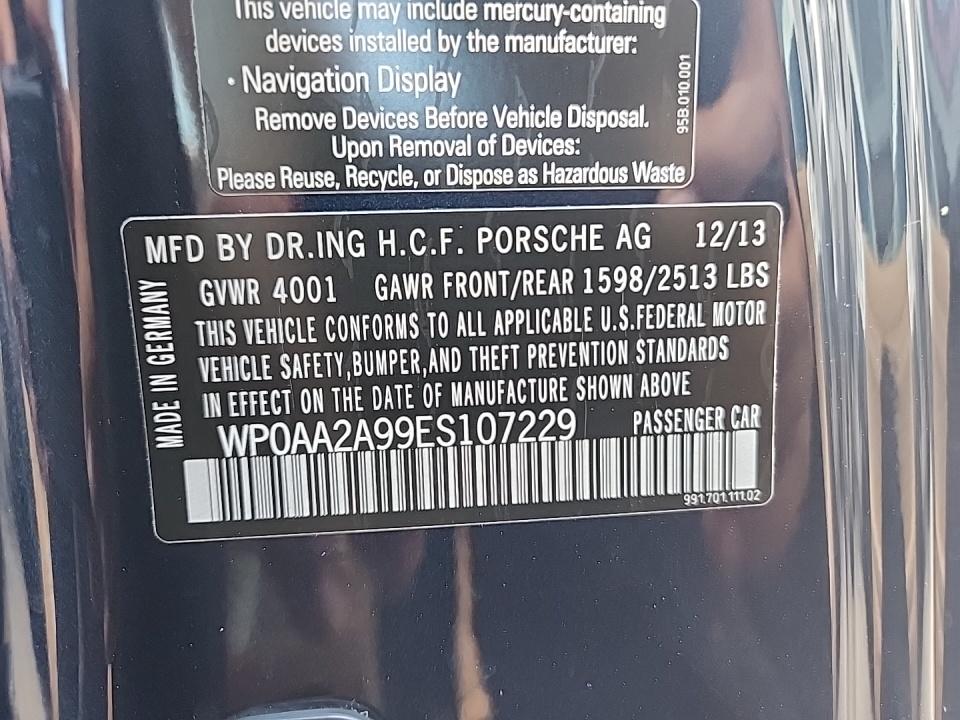 This vehicle may include mercury-containing
devices installed by the manufacturer:
· Navigation Display
Remove Devices Before Vehicle Disposal.
Upon Removal of Devices:
Please Reuse, Recycle, or Dispose as Hazardous Waste
95B.010.001
MFD BY DR.ING H.C.F. PORSCHE AG 12/13
GVWR 4001 GAWR FRONT/REAR 1598/2513 LBS
THIS VEHICLE CONFORMS TO ALL APPLICABLE U.S.FEDERAL MOTOR
VEHICLE SAFETY,BUMPER,AND THEFT PREVENTION STANDARDS
IN EFFECT ON THE DATE OF MANUFACTURE SHOWN ABOVE
WP0AA2A99ES107229 PASSENGER CAR
991.701.111.02
MADE IN GERMANY